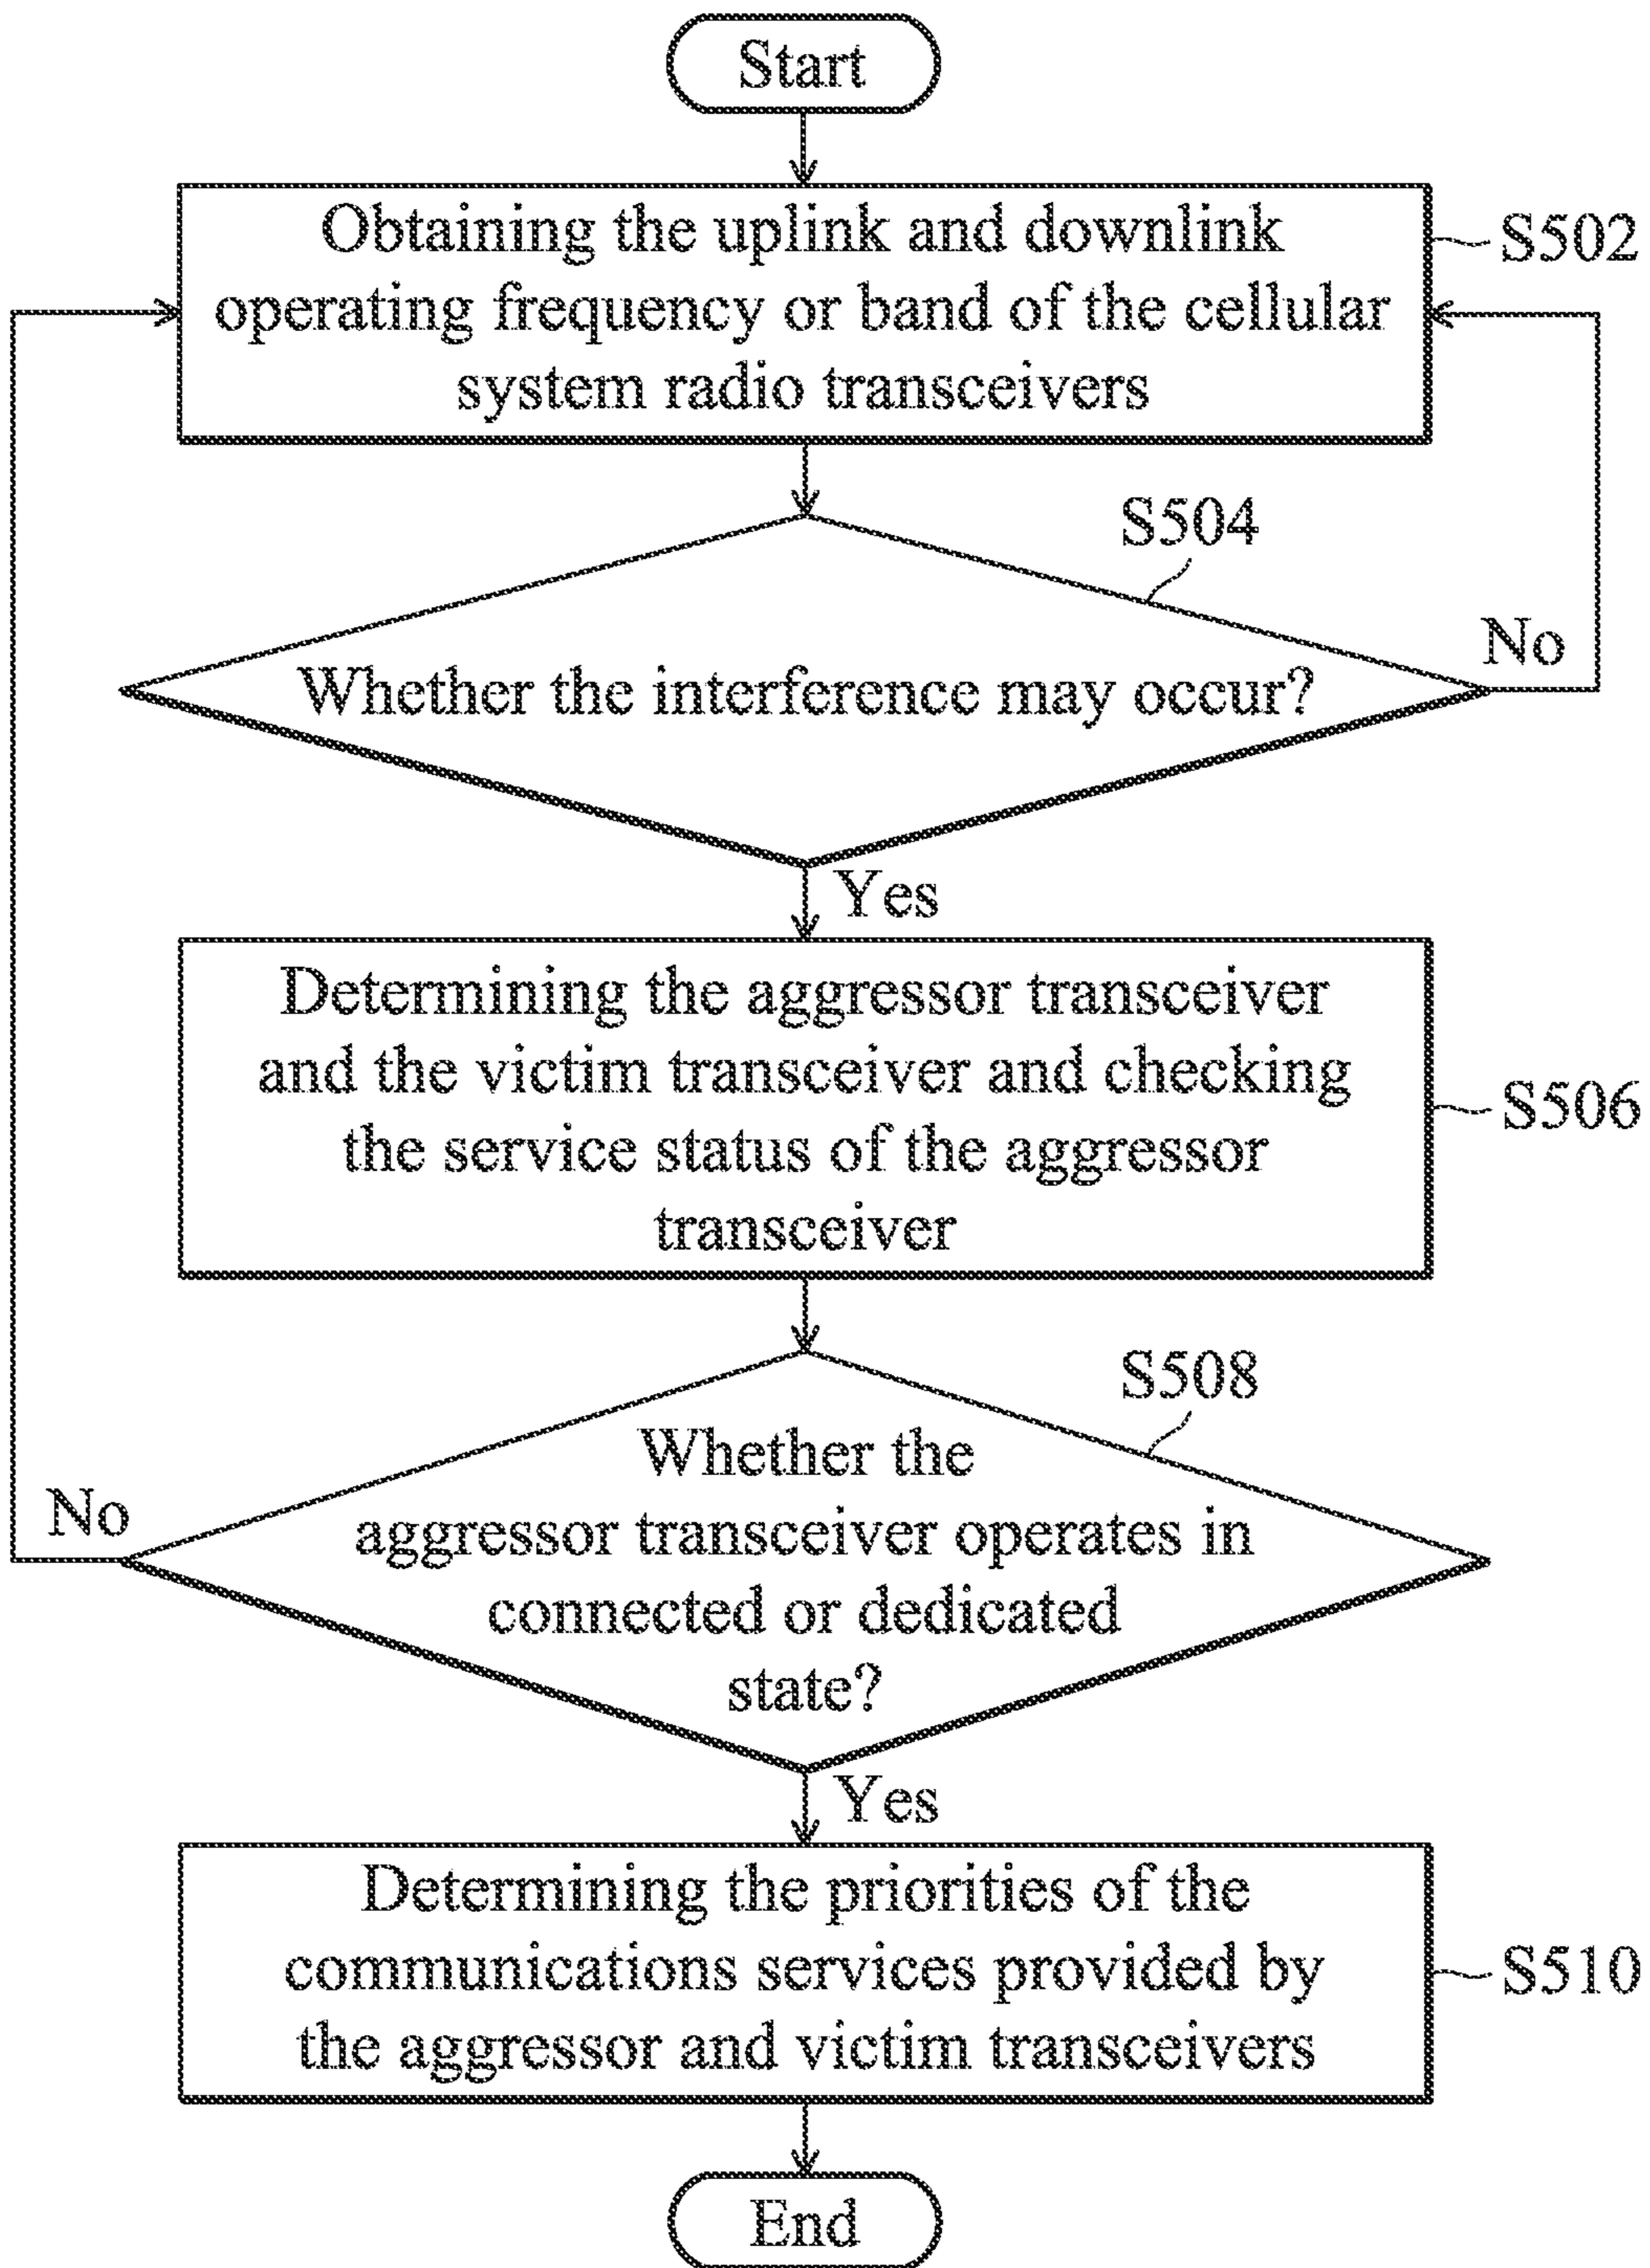 Start
Obtaining the uplink and downlink
operating frequency or band of the cellular
system radio transceivers
S502
S504
Whether the interference may occur?
No
Yes
Determining the aggressor transceiver
and the victim transceiver and checking
the service status of the aggressor
transceiver
S506
S508
Whether the
aggressor transceiver operates in
connected or dedicated
state?
No
Yes
Determining the priorities of the
communications services provided by
the aggressor and victim transceivers
S510
End